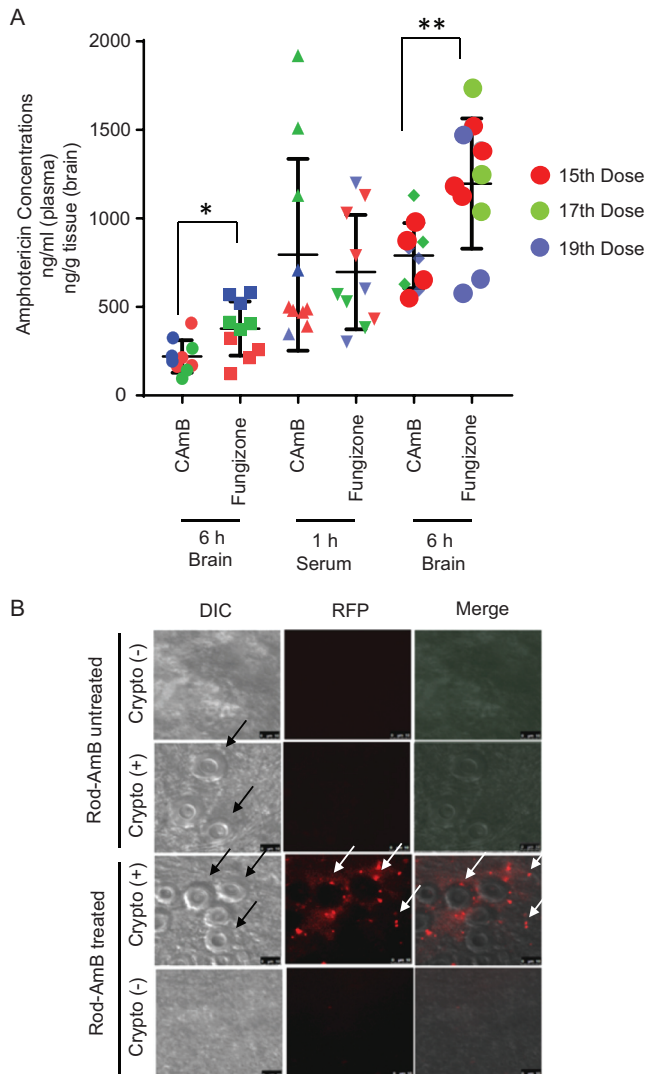 A
Amphotericin Concentrations
ng/ml (plasma)
ng/g tissue (brain)
2000
1500
1000
500
0
*
**
15th Dose
17th Dose
19th Dose
CAmB
Fungizone
CAmB
Fungizone
CAmB
Fungizone
6 h
Brain
1 h
Serum
6 h
Brain
B
DIC
RFP
Merge
Rod-AmB untreated
Crypto (-)
Crypto (+)
Rod-AmB treated
Crypto (+)
Crypto (-)